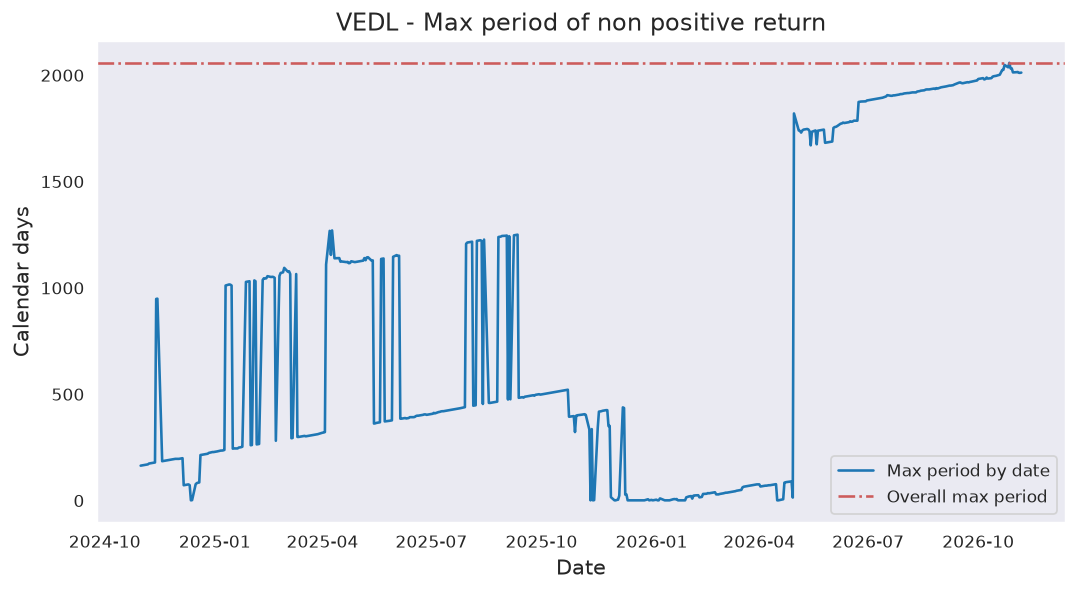 VEDL - Max period of non positive return
Calendar days
2000
1500
1000
500
0
2024-10
2025-01
2025-04
2025-07
2025-10
2026-01
2026-04
2026-07
2026-10
Date
Max period by date
Overall max period